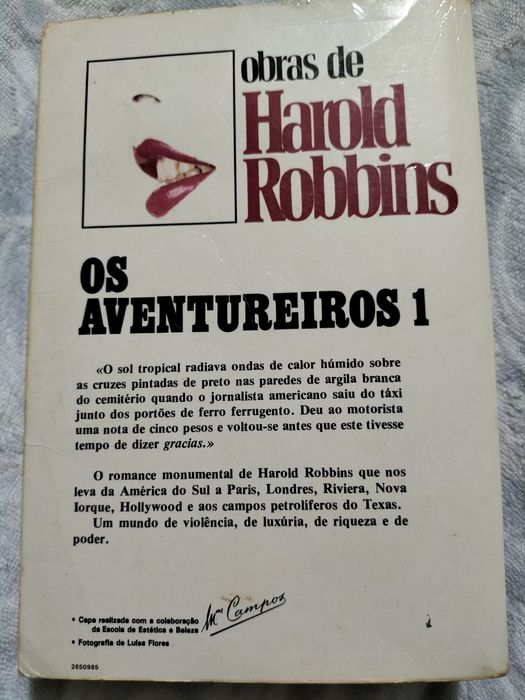 obras de
Harold
Robbins
OS
AVENTUREIROS 1
«O sol tropical radiava ondas de calor húmido sobre
as cruzes pintadas de preto nas paredes de argila branca
do cemitério quando o jornalista americano saiu do táxi
junto dos portões de ferro ferrugento. Deu ao motorista
uma nota de cinco pesos e voltou-se antes que este tivesse
tempo de dizer gracias.»
O romance monumental de Harold Robbins que nos
leva da América do Sul a Paris, Londres, Riviera, Nova
Iorque, Hollywood e aos campos petrolíferos do Texas.
Um mundo de violência, de luxúria, de riqueza e de
poder.
• Capa realizada com a colaboração
da Escola de Estética e Beleza
Mme Campos
• Fotografia de Luísa Flores
2650985